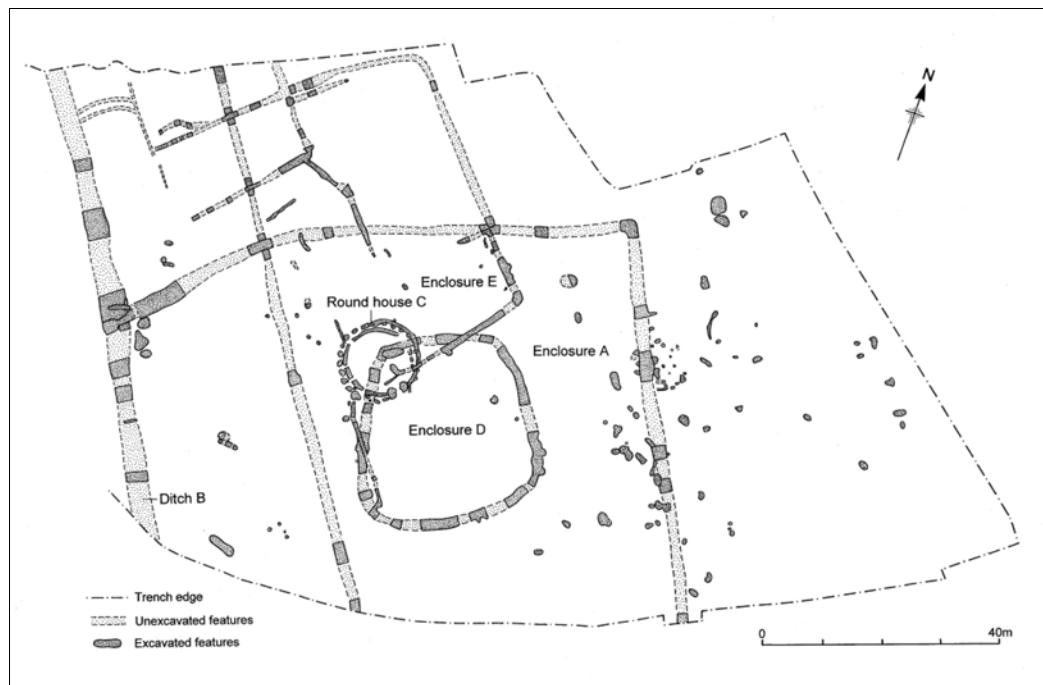 N
Enclosure E
Round house C
Enclosure A
Enclosure D
Ditch B
Trench edge
Unexcavated features
Excavated features
0 40m